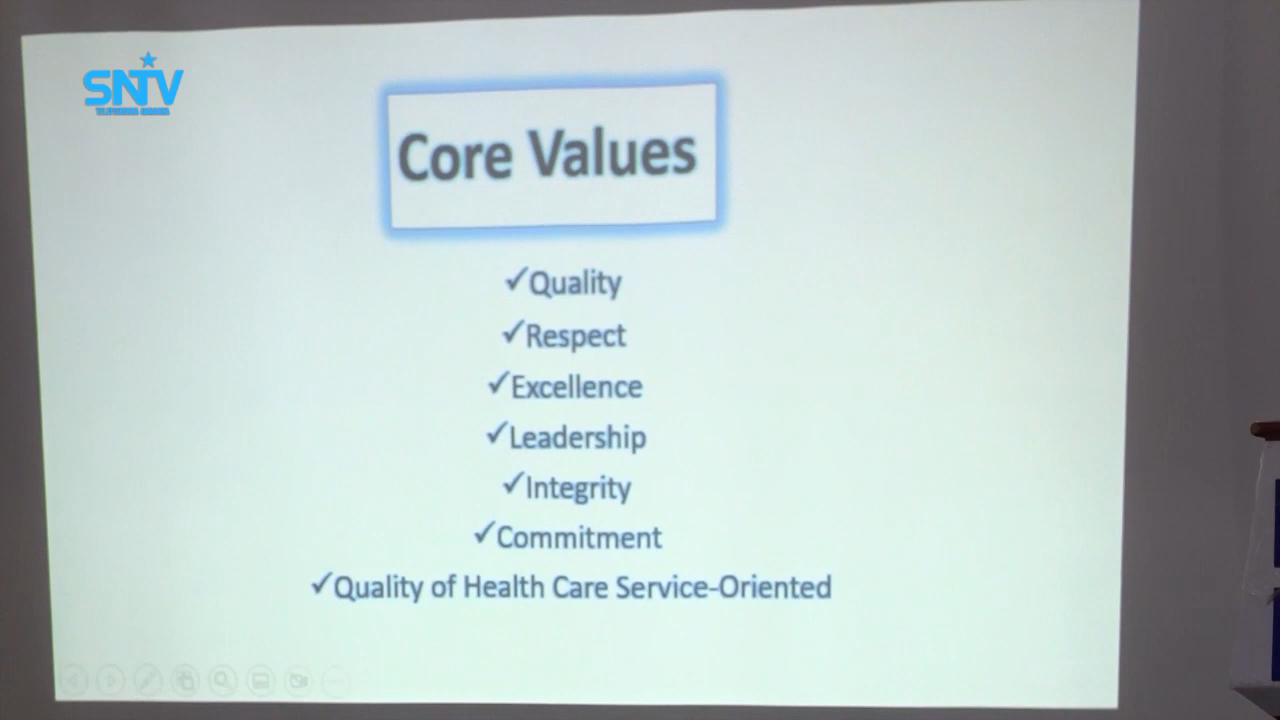 SNTV
Core Values
✓Quality
✓Respect
✓Excellence
✓Leadership
✓Integrity
✓Commitment
✓Quality of Health Care Service-Oriented